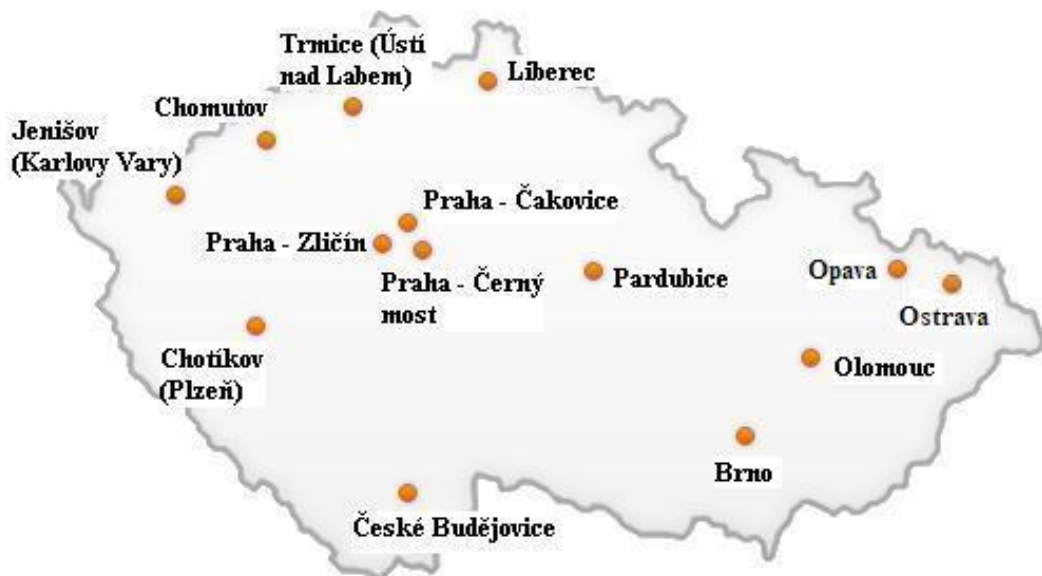 Trmice (Ústí
nad Labem)
Liberec
Chomutov
Jenišov
(Karlovy Vary)
Praha - Čakovice
Praha - Zličín
Praha - Černý
most
Pardubice
Opava
Ostrava
Chotíkov
(Plzeň)
Olomouc
Brno
České Budějovice